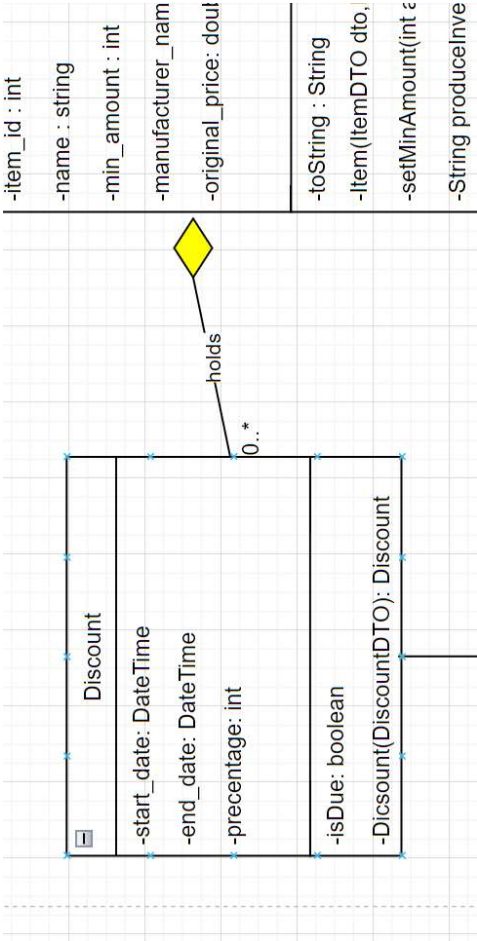 Discount
-start_date: DateTime
-end_date: DateTime
-precentage: int
-isDue: boolean
-Dicsount(DiscountDTO): Discount
0..*
holds
-item_id : int
-name : string
-min_amount : int
-manufacturer_nam
-original_price: dou
-toString : String
-Item(ItemDTO dto,
-setMinAmount(int
-String produceInve